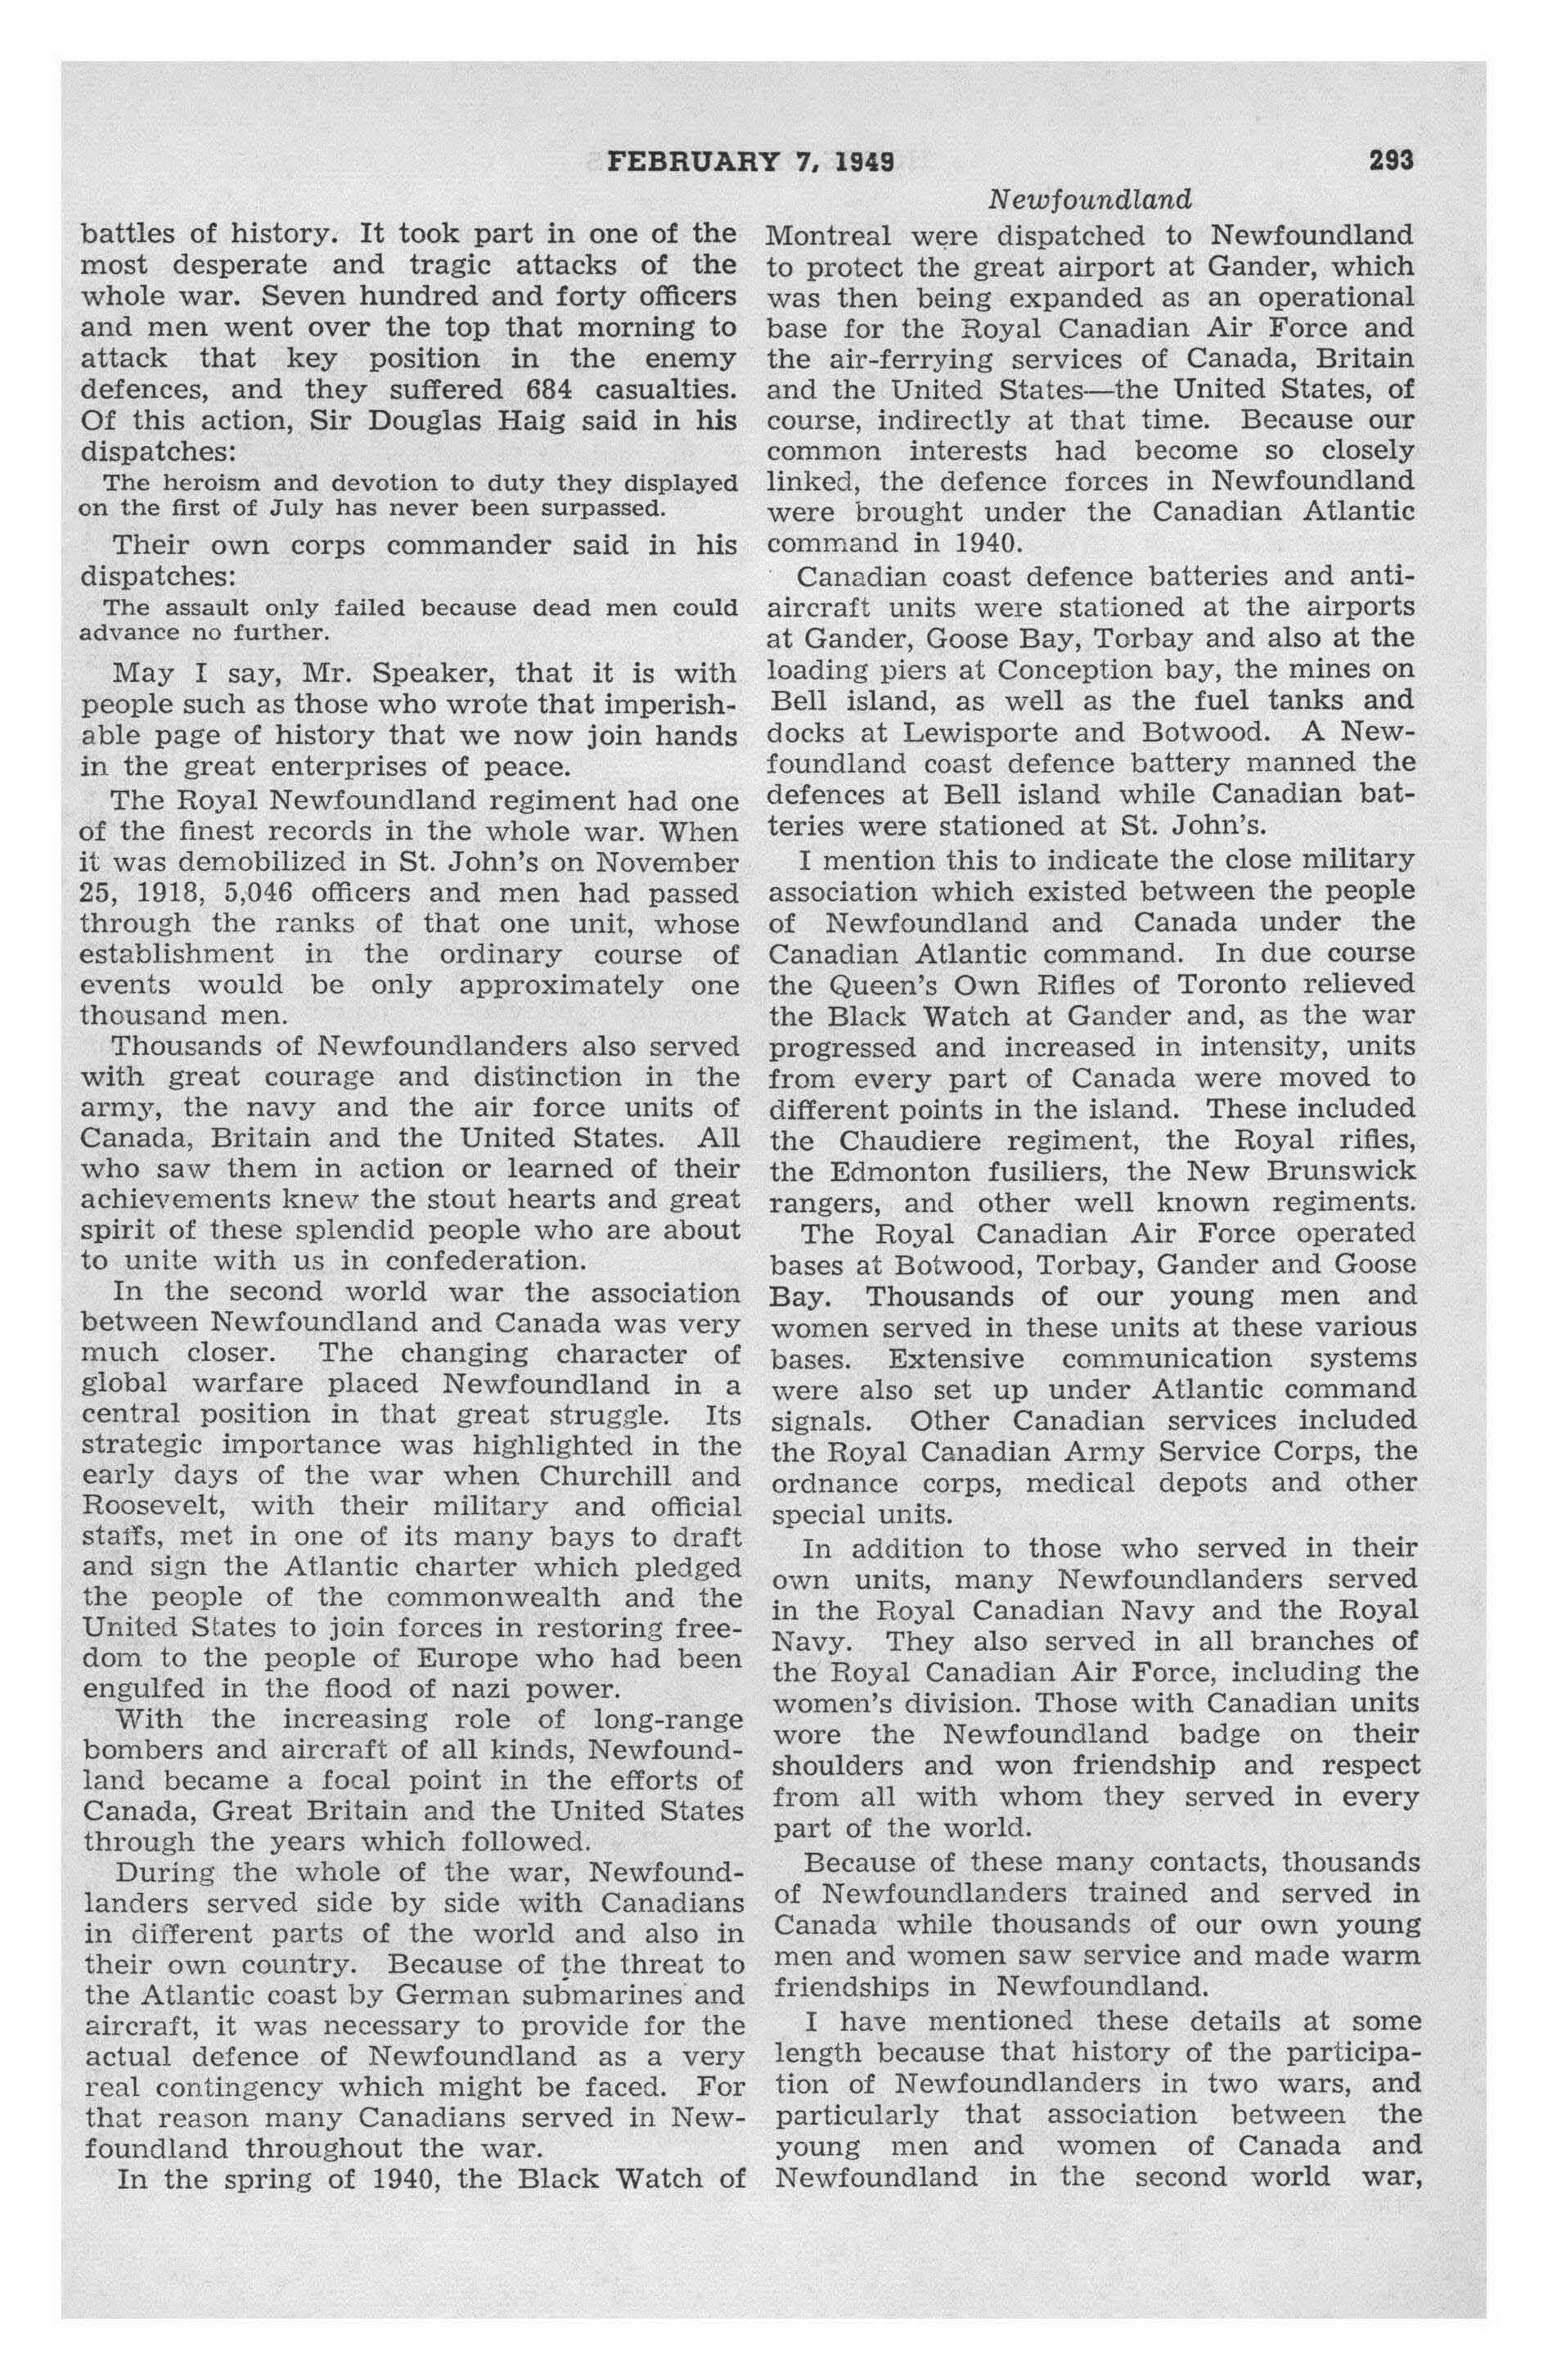 FEBRUARY 7, 1949
293
Newfoundland
battles of history. It took part in one of the
most desperate and tragic attacks of the
whole war. Seven hundred and forty officers
and men went over the top that morning to
attack that key position in the enemy
defences, and they suffered 684 casualties.
Of this action, Sir Douglas Haig said in his
dispatches:
The heroism and devotion to duty they displayed
on the first of July has never been surpassed.
Their own corps commander said in his
dispatches:
The assault only failed because dead men could
advance no further.
May I say, Mr. Speaker, that it is with
people such as those who wrote that imperish-
able page of history that we now join hands
in the great enterprises of peace.
The Royal Newfoundland regiment had one
of the finest records in the whole war. When
it was demobilized in St. John's on November
25, 1918, 5,046 officers and men had passed
through the ranks of that one unit, whose
establishment in the ordinary course of
events would be only approximately one
thousand men.
Thousands of Newfoundlanders also served
with great courage and distinction in the
army, the navy and the air force units of
Canada, Britain and the United States. All
who saw them in action or learned of their
achievements knew the stout hearts and great
spirit of these splendid people who are about
to unite with us in confederation.
In the second world war the association
between Newfoundland and Canada was very
much closer. The changing character of
global warfare placed Newfoundland in a
central position in that great struggle. Its
strategic importance was highlighted in the
early days of the war when Churchill and
Roosevelt, with their military and official
staffs, met in one of its many bays to draft
and sign the Atlantic charter which pledged
the people of the commonwealth and the
United States to join forces in restoring free-
dom to the people of Europe who had been
engulfed in the flood of nazi power.
With the increasing role of long-range
bombers and aircraft of all kinds, Newfound-
land became a focal point in the efforts of
Canada, Great Britain and the United States
through the years which followed.
During the whole of the war, Newfound-
landers served side by side with Canadians
in different parts of the world and also in
their own country. Because of the threat to
the Atlantic coast by German submarines and
aircraft, it was necessary to provide for the
actual defence of Newfoundland as a very
real contingency which might be faced. For
that reason many Canadians served in New-
foundland throughout the war.
In the spring of 1940, the Black Watch of
Montreal were dispatched to Newfoundland
to protect the great airport at Gander, which
was then being expanded as an operational
base for the Royal Canadian Air Force and
the air-ferrying services of Canada, Britain
and the United States—the United States, of
course, indirectly at that time. Because our
common interests had become so closely
linked, the defence forces in Newfoundland
were brought under the Canadian Atlantic
command in 1940.
Canadian coast defence batteries and anti-
aircraft units were stationed at the airports
at Gander, Goose Bay, Torbay and also at the
loading piers at Conception bay, the mines on
Bell island, as well as the fuel tanks and
docks at Lewisporte and Botwood. A New-
foundland coast defence battery manned the
defences at Bell island while Canadian bat-
teries were stationed at St. John's.
I mention this to indicate the close military
association which existed between the people
of Newfoundland and Canada under the
Canadian Atlantic command. In due course
the Queen's Own Rifles of Toronto relieved
the Black Watch at Gander and, as the war
progressed and increased in intensity, units
from every part of Canada were moved to
different points in the island. These included
the Chaudiere regiment, the Royal rifles,
the Edmonton fusiliers, the New Brunswick
rangers, and other well known regiments.
The Royal Canadian Air Force operated
bases at Botwood, Torbay, Gander and Goose
Bay. Thousands of our young men and
women served in these units at these various
bases. Extensive communication systems
were also set up under Atlantic command
signals. Other Canadian services included
the Royal Canadian Army Service Corps, the
ordnance corps, medical depots and other
special units.
In addition to those who served in their
own units, many Newfoundlanders served
in the Royal Canadian Navy and the Royal
Navy. They also served in all branches of
the Royal Canadian Air Force, including the
women's division. Those with Canadian units
wore the Newfoundland badge on their
shoulders and won friendship and respect
from all with whom they served in every
part of the world.
Because of these many contacts, thousands
of Newfoundlanders trained and served in
Canada while thousands of our own young
men and women saw service and made warm
friendships in Newfoundland.
I have mentioned these details at some
length because that history of the participa-
tion of Newfoundlanders in two wars, and
particularly that association between the
young men and women of Canada and
Newfoundland in the second world war,